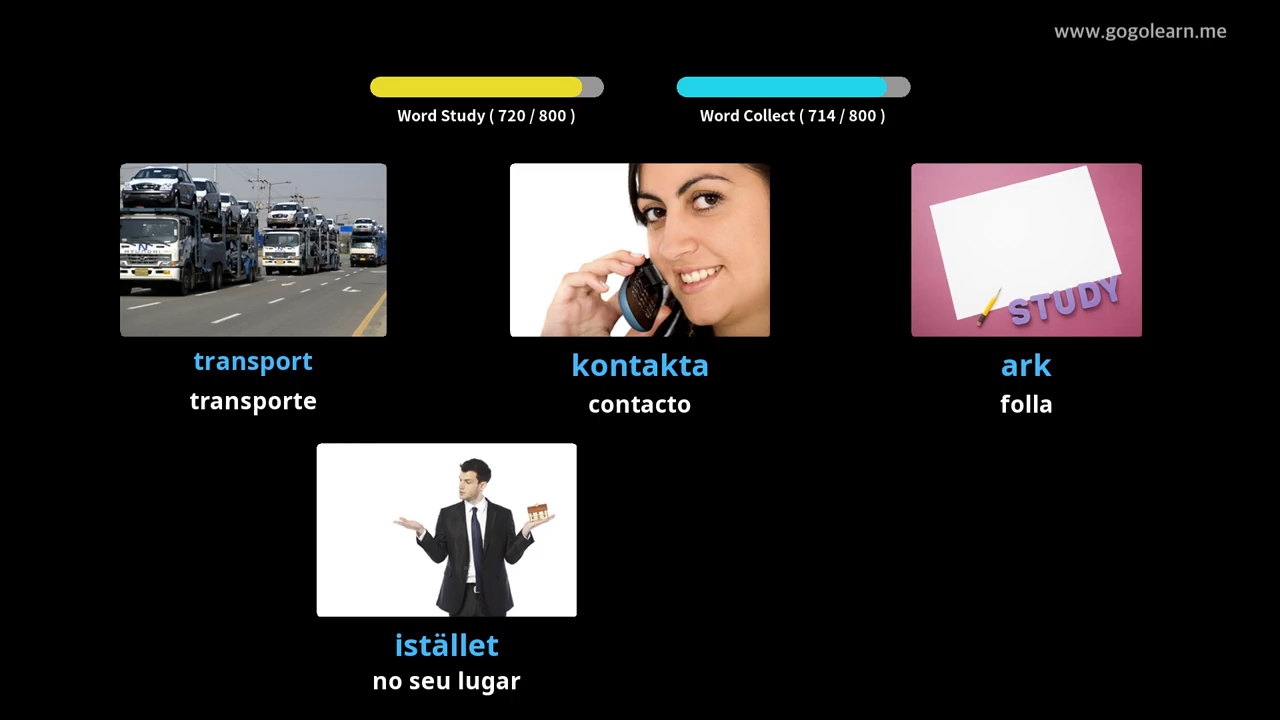 www.gogolearn.me
Word Study ( 720 / 800 )
Word Collect ( 714 / 800 )
STUDY
transport
transporte
kontakta
contacto
ark
folla
istället
no seu lugar